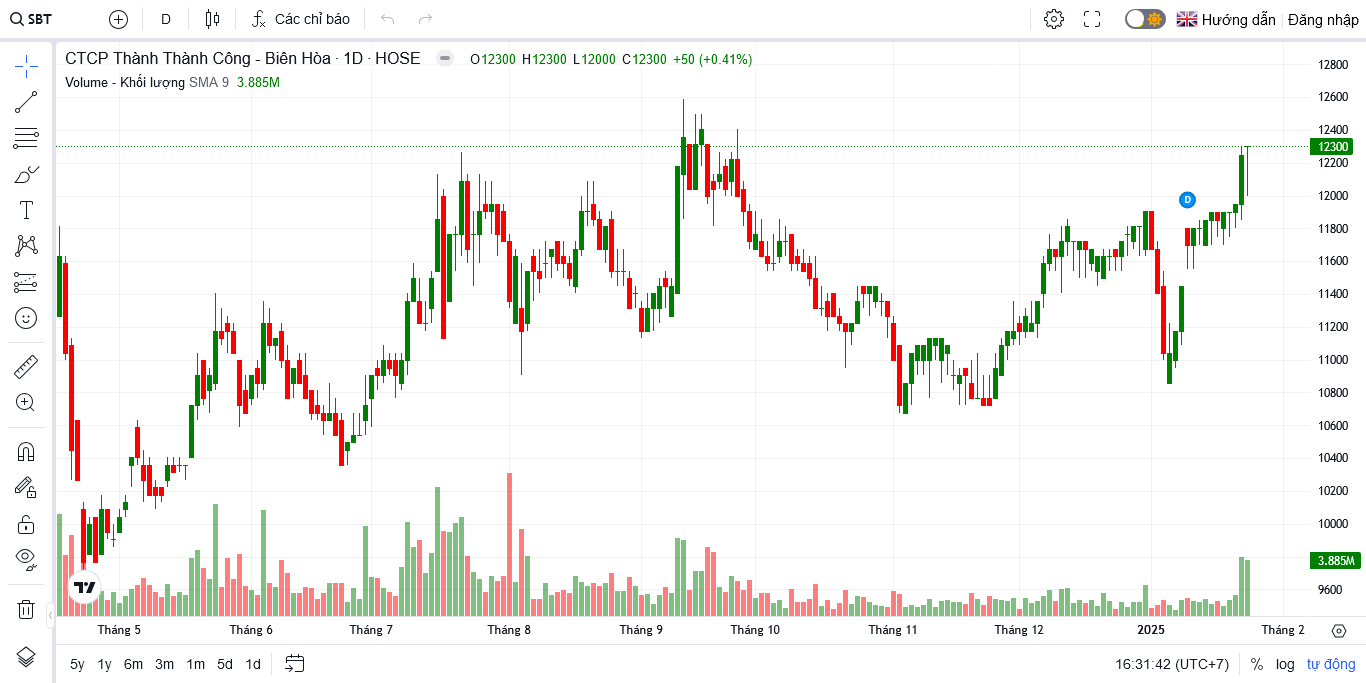 SBT D Các chỉ báo Hướng dẫn Đăng nhập
CTCP Thành Thành Công - Biên Hòa · 1D · HOSE O12300 H12300 L12000 C12300 +50 (+0.41%)
Volume - Khối lượng SMA 9 3.885M
12800
12600
12400
12300
12200
12000
11800
11600
11400
11200
11000
10800
10600
10400
10200
10000
3.885M
9600
D
T
Tháng 5 Tháng 6 Tháng 7 Tháng 8 Tháng 9 Tháng 10 Tháng 11 Tháng 12 2025 Tháng 2
5y 1y 6m 3m 1m 5d 1d 16:31:42 (UTC+7) % log tự động